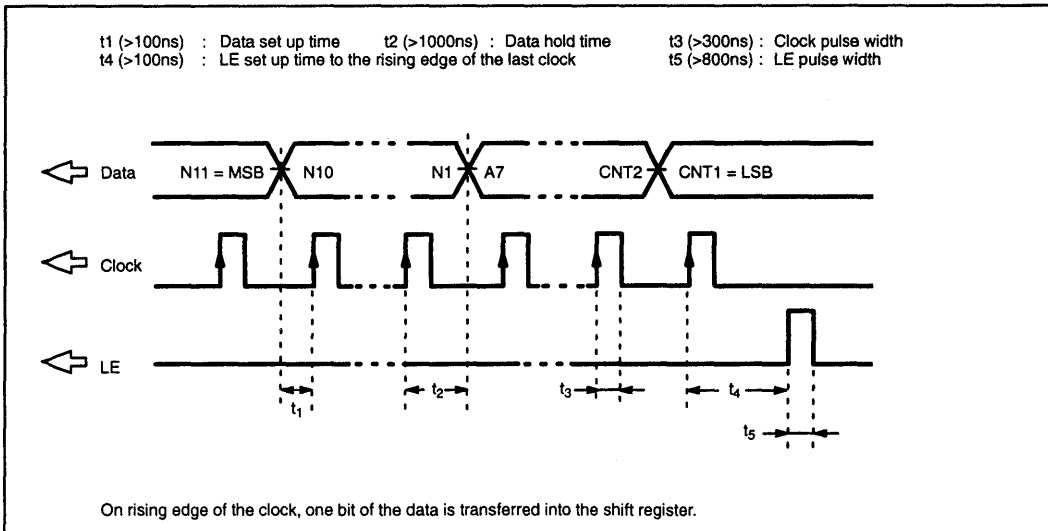 t1 (>100ns) : Data set up time t2 (>1000ns) : Data hold time t3 (>300ns) : Clock pulse width
t4 (>100ns) : LE set up time to the rising edge of the last clock t5 (>800ns) : LE pulse width
Data N11 = MSB N10 N1 A7 CNT2 CNT1 = LSB
Clock
LE
t1 t2 t3 t4
t5
On rising edge of the clock, one bit of the data is transferred into the shift register.